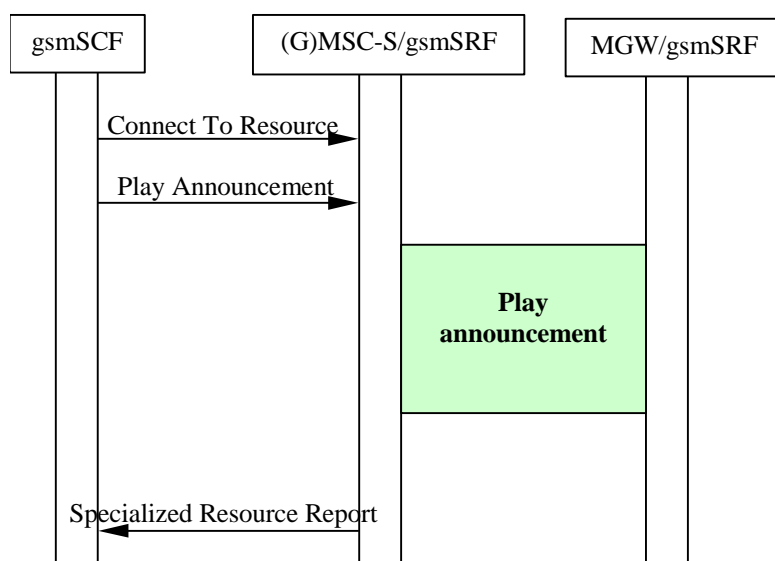 gsmSCF
(G)MSC-S/gsmSRF
MGW/gsmSRF
Connect To Resource
Play Announcement
Play
announcement
Specialized Resource Report